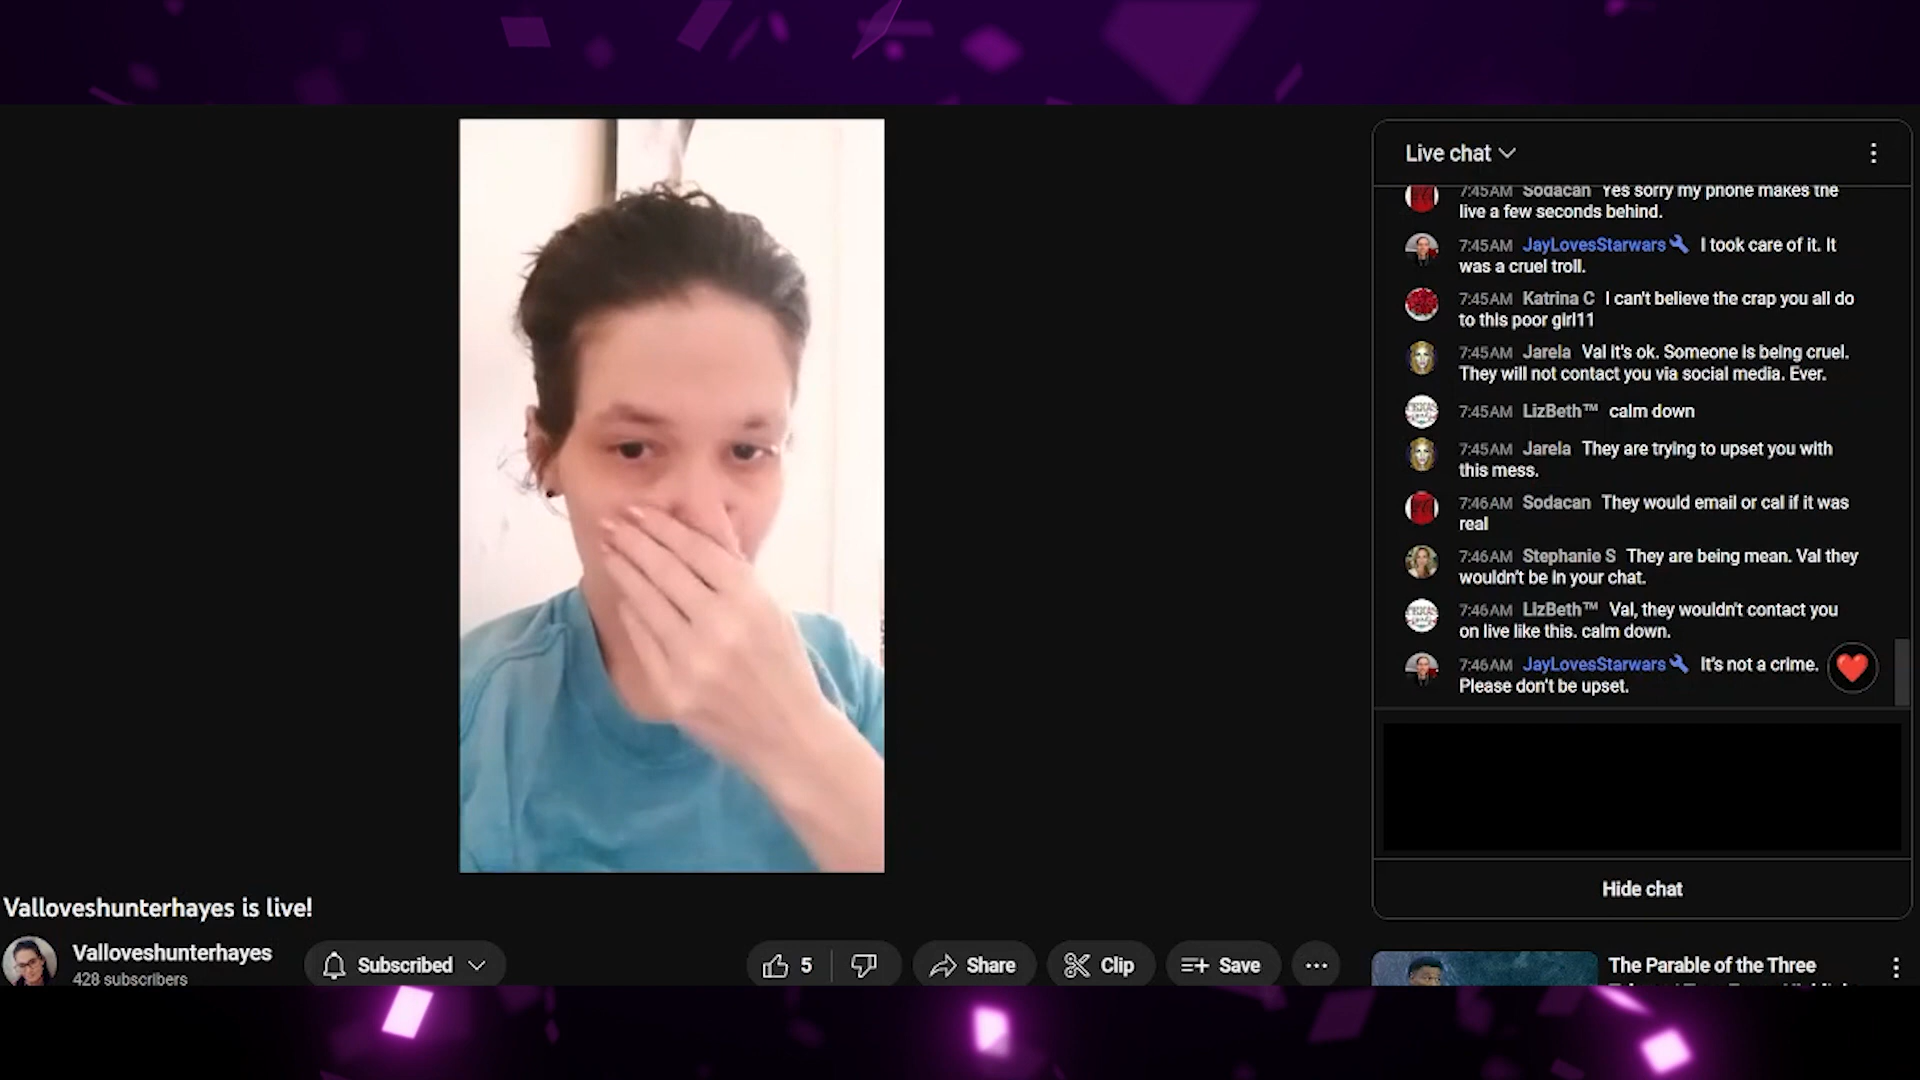 Live chat
7:45AM Sodacan Yes sorry my phone makes the
live a few seconds behind.
7:45AM JayLovesStarwars I took care of it. It
was a cruel troll.
7:45AM Katrina C I can't believe the crap you all do
to this poor girl11
7:45AM Jarela Val it's ok. Someone is being cruel.
They will not contact you via social media. Ever.
7:45AM LizBeth™ calm down
7:45AM Jarela They are trying to upset you with
this mess.
7:46AM Sodacan They would email or cal if it was
real
7:46AM Stephanie S They are being mean. Val they
wouldn't be in your chat.
7:46AM LizBeth™ Val, they wouldn't contact you
on live like this. calm down.
7:46AM JayLovesStarwars It's not a crime.
Please don't be upset.
Hide chat
Valloveshunterhayes is live!
Valloveshunterhayes
428 subscribers
Subscribed
5
Share
Clip
Save
The Parable of the Three